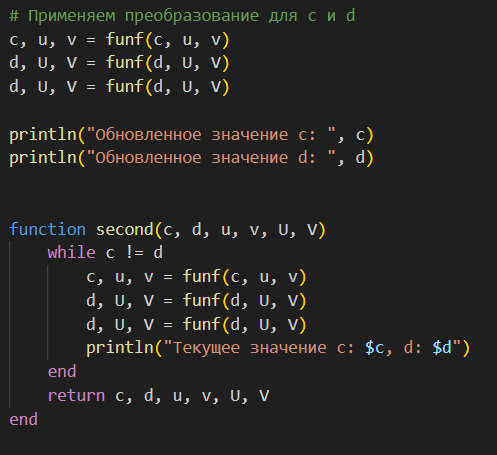 # Применяем преобразование для c и d
c, u, v = funf(c, u, v)
d, U, V = funf(d, U, V)
d, U, V = funf(d, U, V)
println("Обновленное значение c: ", c)
println("Обновленное значение d: ", d)
function second(c, d, u, v, U, V)
while c != d
c, u, v = funf(c, u, v)
d, U, V = funf(d, U, V)
d, U, V = funf(d, U, V)
println("Текущее значение c: $c, d: $d")
end
return c, d, u, v, U, V
end